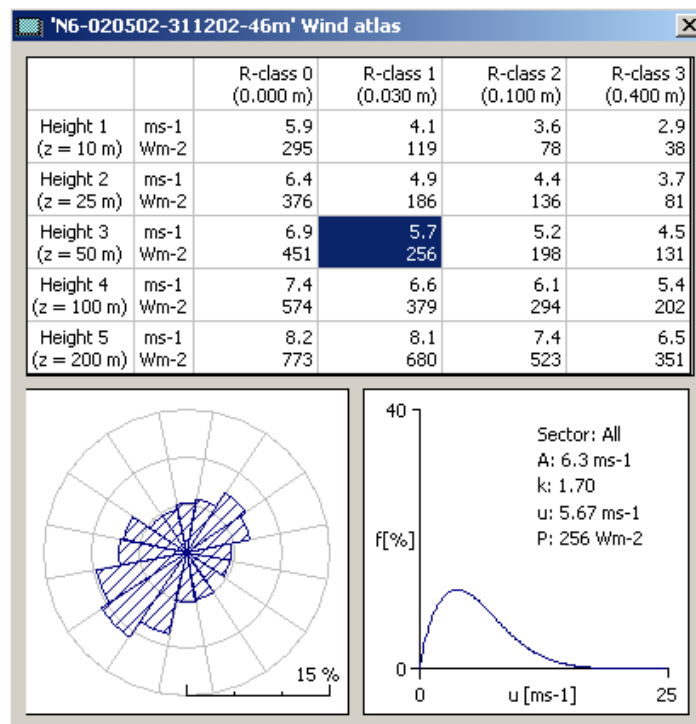 'N6-020502-311202-46m' Wind atlas
R-class 0 R-class 1 R-class 2 R-class 3
(0.000 m) (0.030 m) (0.100 m) (0.400 m)
Height 1 ms-1 5.9 4.1 3.6 2.9
(z = 10 m) Wm-2 295 119 78 38
Height 2 ms-1 6.4 4.9 4.4 3.7
(z = 25 m) Wm-2 376 186 136 81
Height 3 ms-1 6.9 5.7 5.2 4.5
(z = 50 m) Wm-2 451 256 198 131
Height 4 ms-1 7.4 6.6 6.1 5.4
(z = 100 m) Wm-2 574 379 294 202
Height 5 ms-1 8.2 8.1 7.4 6.5
(z = 200 m) Wm-2 773 680 523 351
15 %
40
Sector: All
A: 6.3 ms-1
k: 1.70
u: 5.67 ms-1
P: 256 Wm-2
f[%]
0
0 u [ms-1] 25